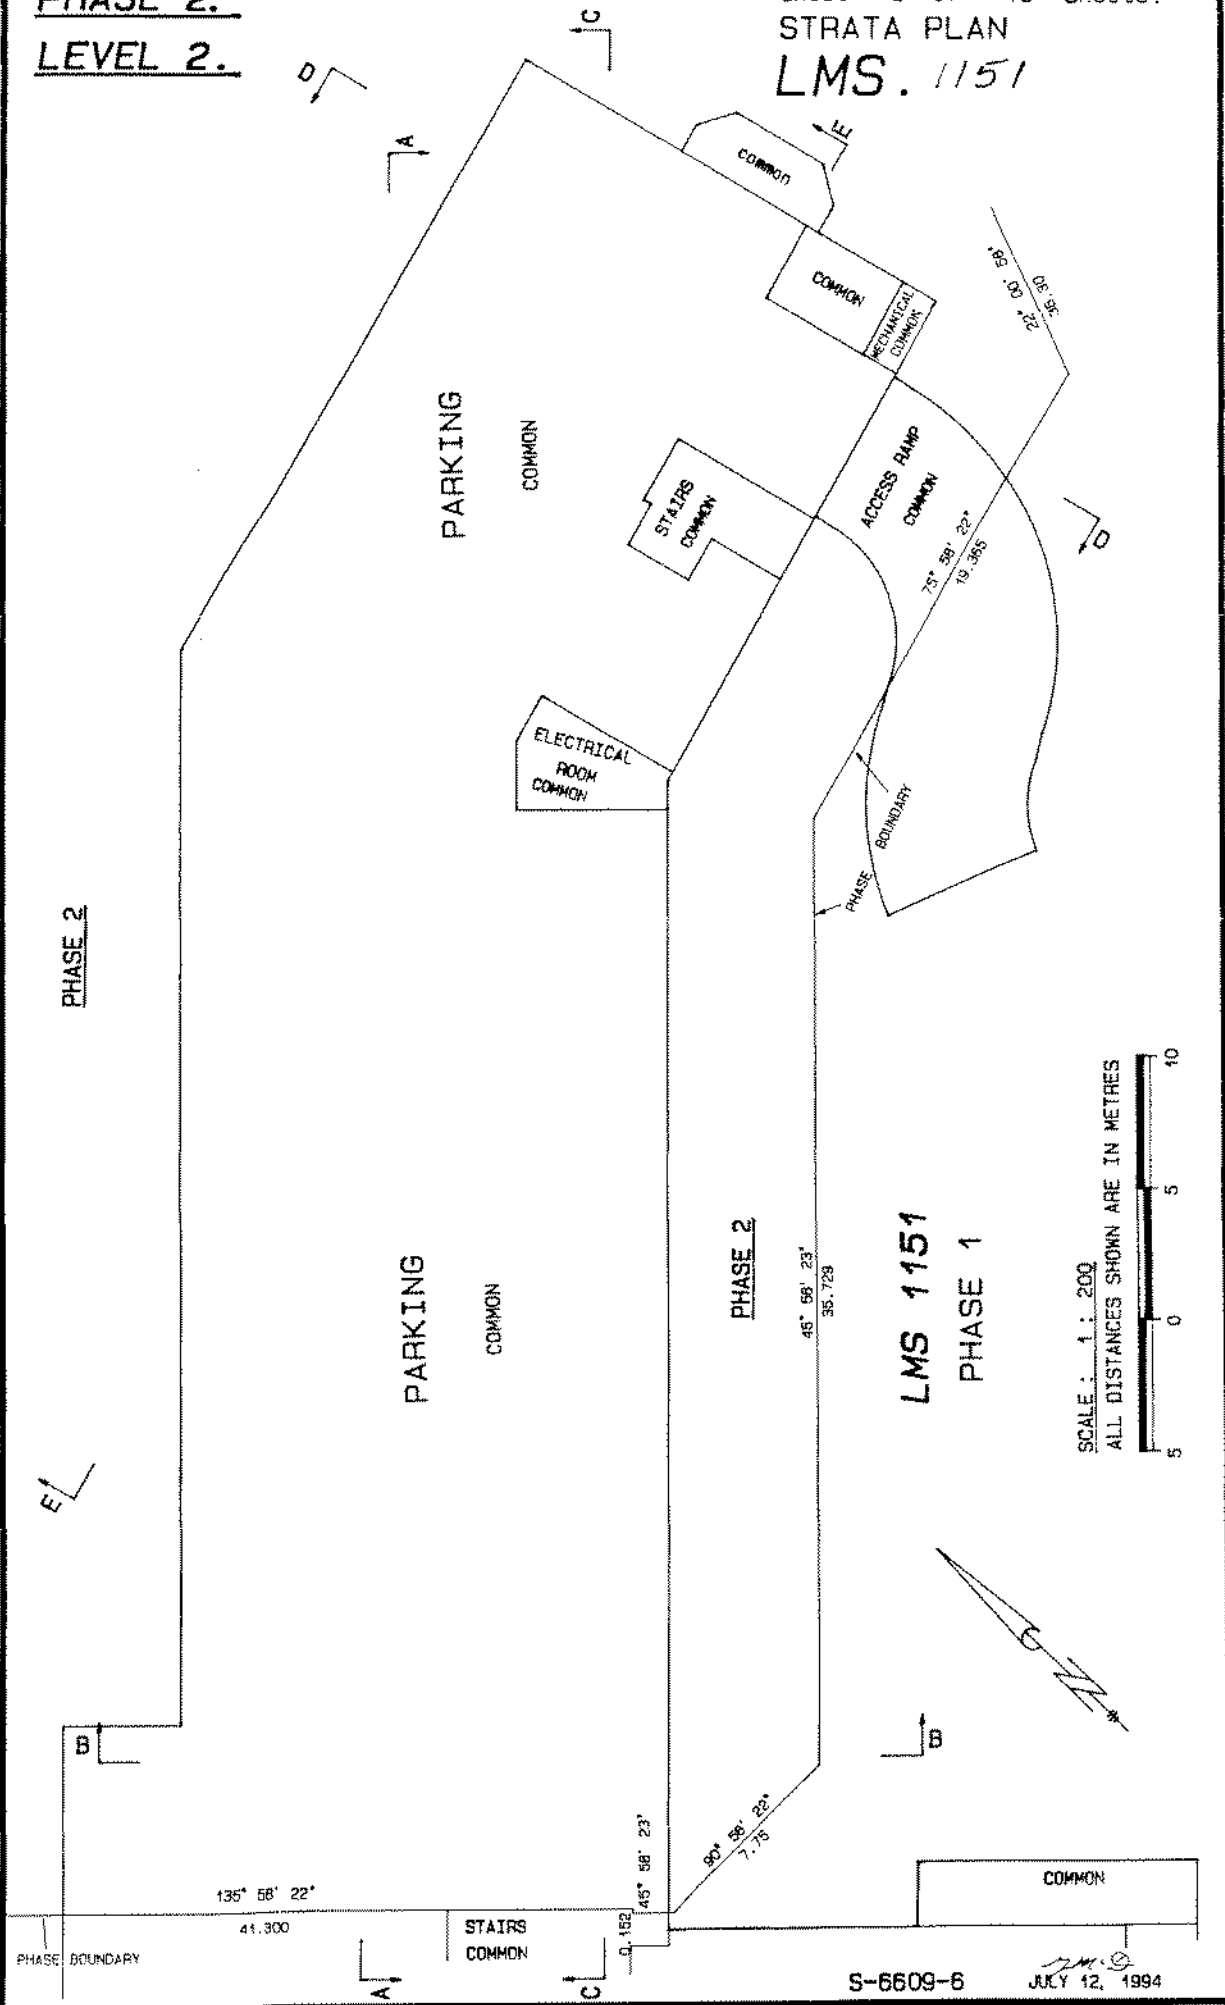 PHASE 2.
LEVEL 2.
STRATA PLAN
LMS. 1151
C
D
A
E
COMMON
COMMON
MECHANICAL
COMMON
22° 00' 58"
36.30
PARKING
COMMON
STAIRS
COMMON
ACCESS RAMP
COMMON
75° 58' 22"
19.365
D
ELECTRICAL
ROOM
COMMON
PHASE BOUNDARY
PHASE 2
PARKING
COMMON
PHASE 2
45° 58' 23"
35.729
LMS 1151
PHASE 1
SCALE : 1 : 200
ALL DISTANCES SHOWN ARE IN METRES
5 0 5 10
E
N
*
B
B
90° 58' 22"
7.75
45° 58' 23"
0.152
135° 58' 22"
41.300
PHASE BOUNDARY
STAIRS
COMMON
COMMON
A
C
S-6609-6
JULY 12, 1994